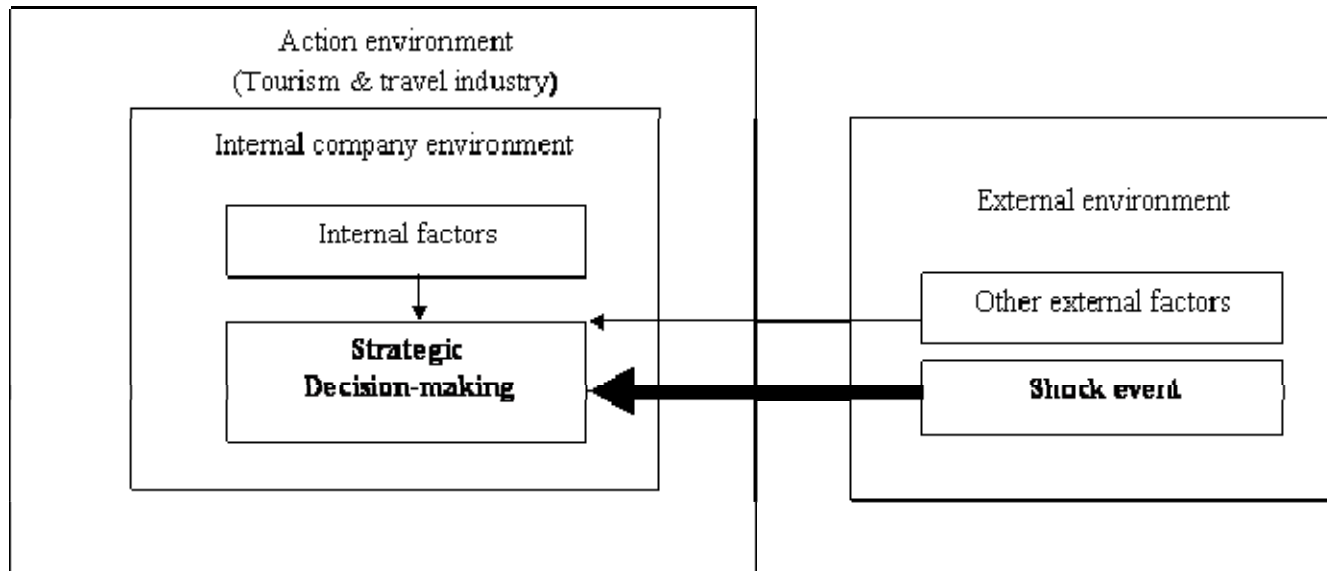 Action environment
(Tourism & travel industry)
Internal company environment
Internal factors
Strategic
Decision-making
External environment
Other external factors
Shock event